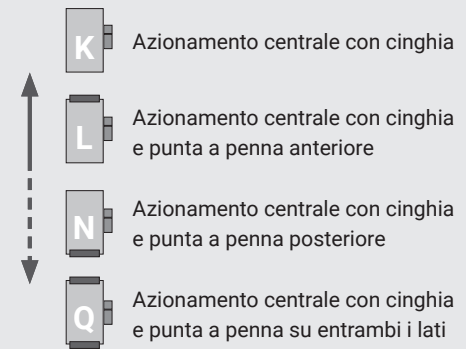 K
Azionamento centrale con cinghia
L
Azionamento centrale con cinghia
e punta a penna anteriore
N
Azionamento centrale con cinghia
e punta a penna posteriore
Q
Azionamento centrale con cinghia
e punta a penna su entrambi i lati